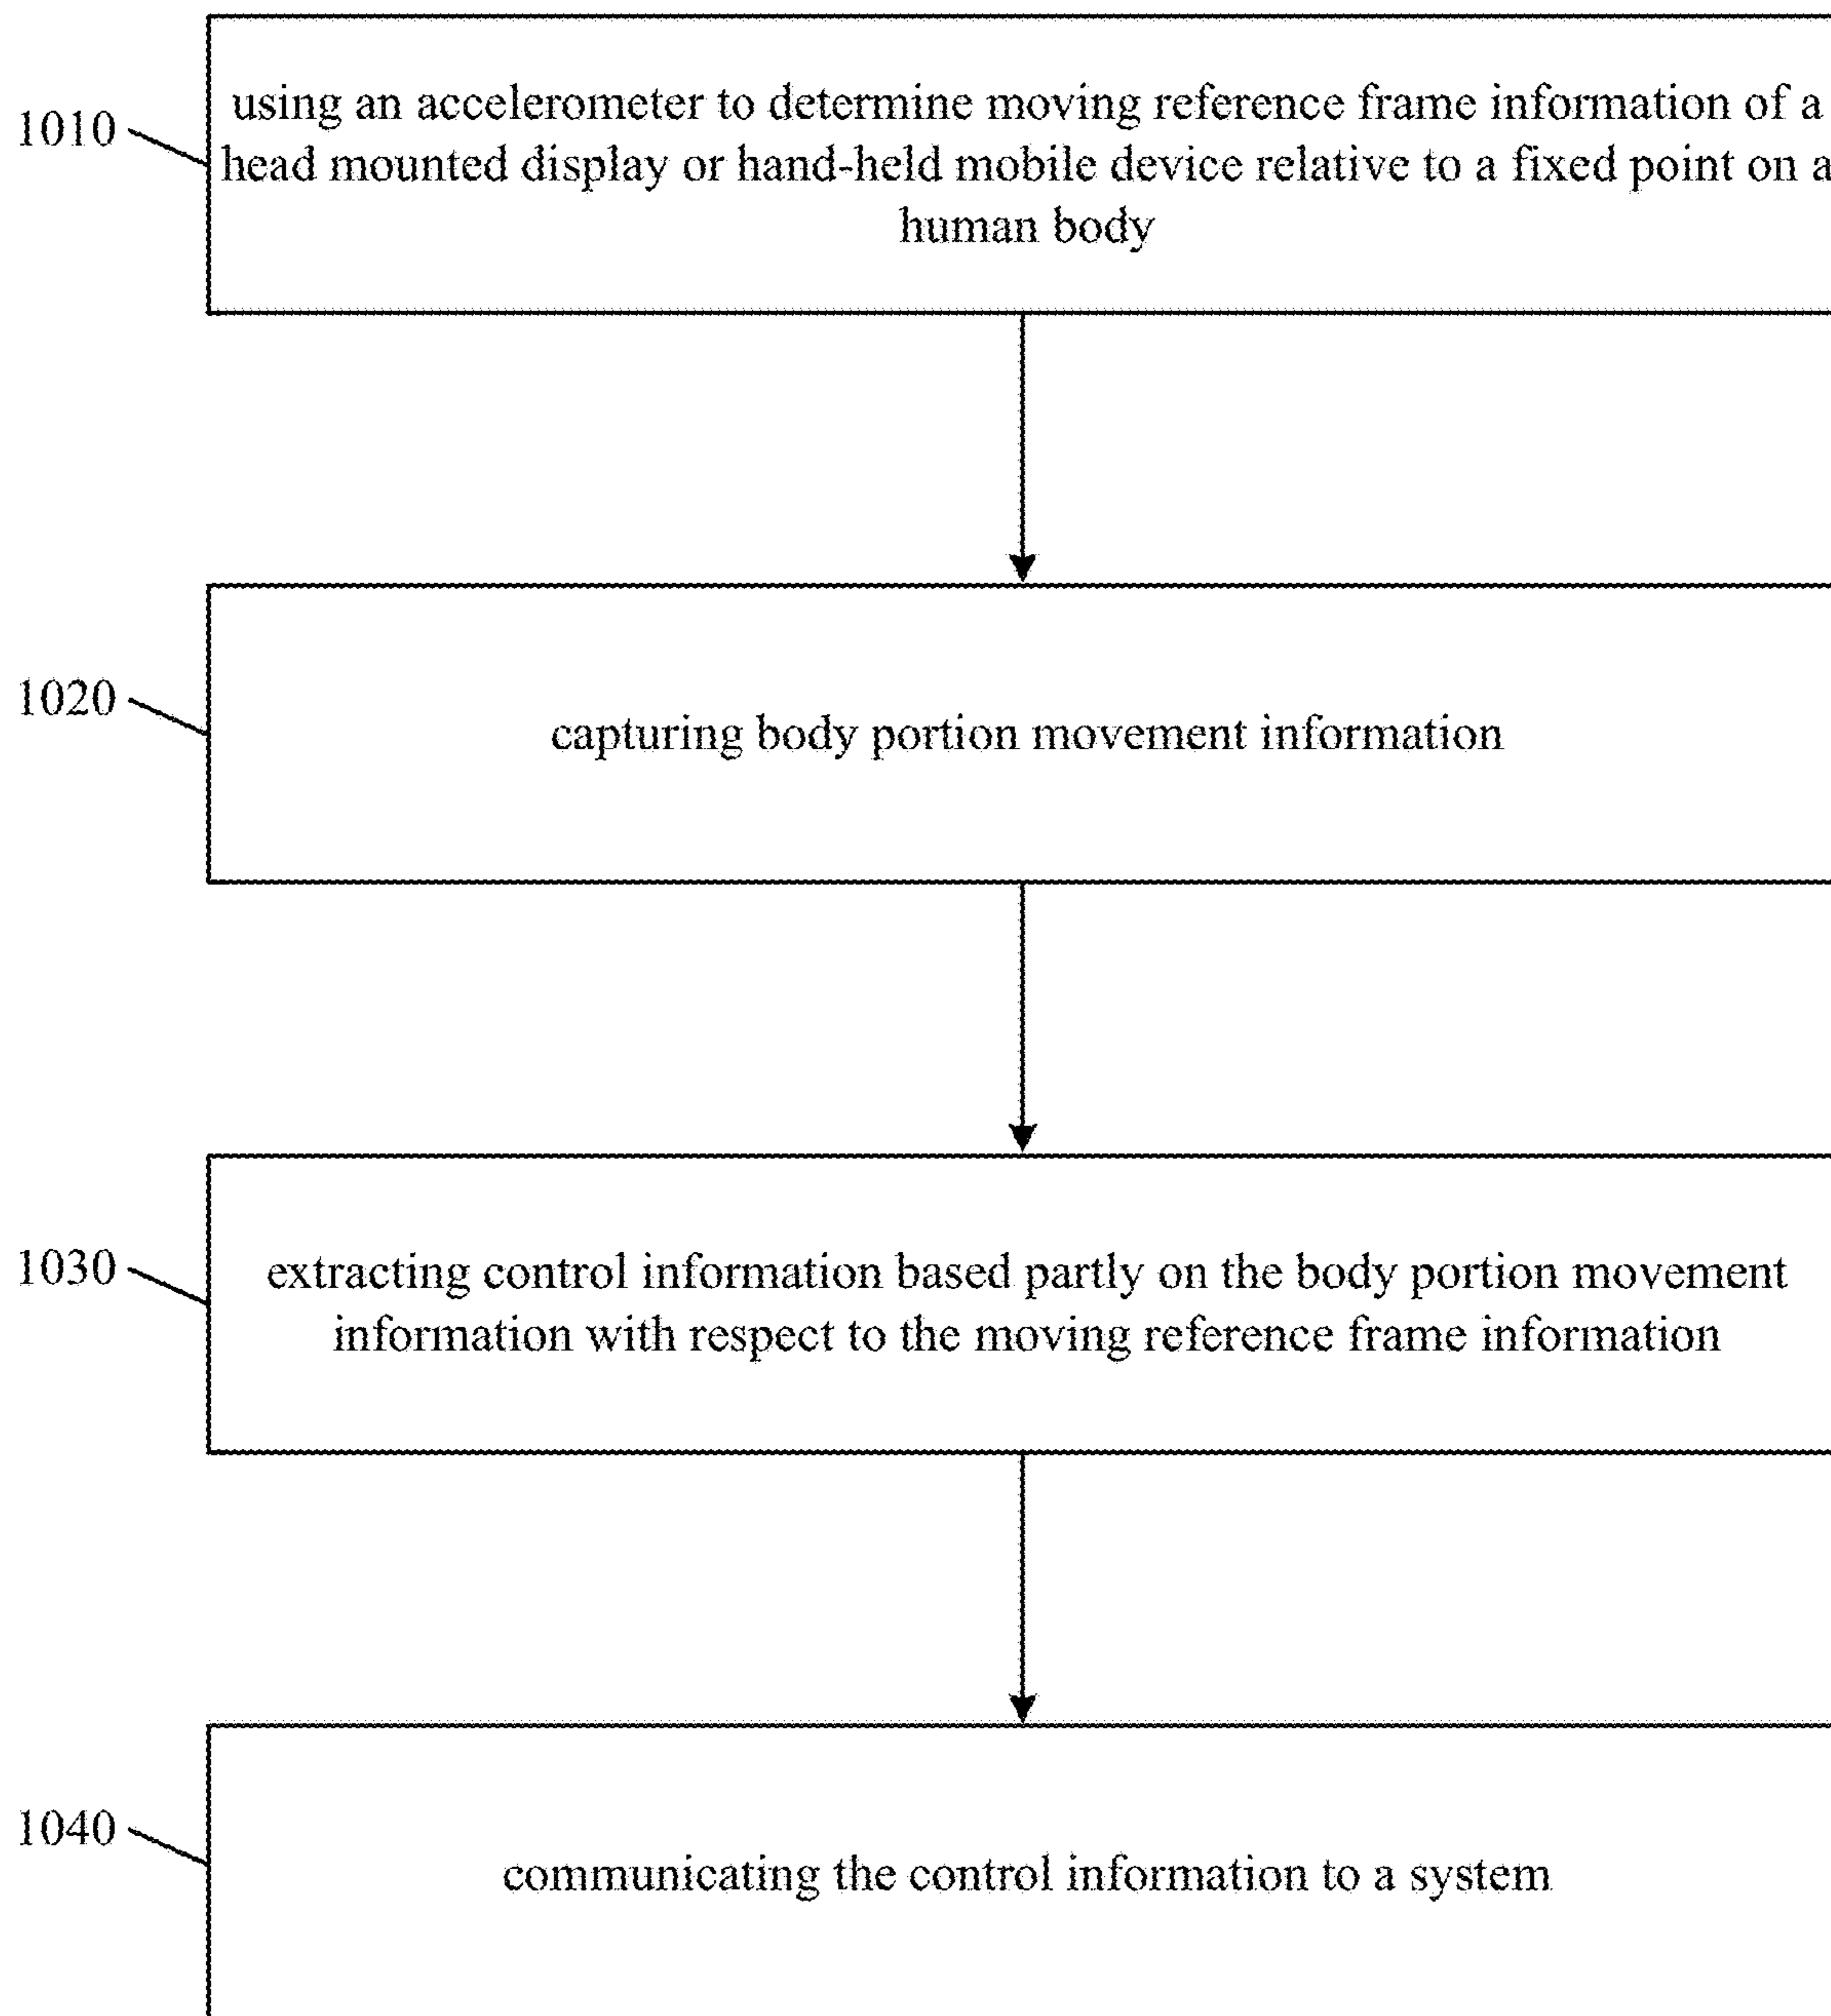 1010
using an accelerometer to determine moving reference frame information of a
head mounted display or hand-held mobile device relative to a fixed point on a
human body
1020
capturing body portion movement information
1030
extracting control information based partly on the body portion movement
information with respect to the moving reference frame information
1040
communicating the control information to a system